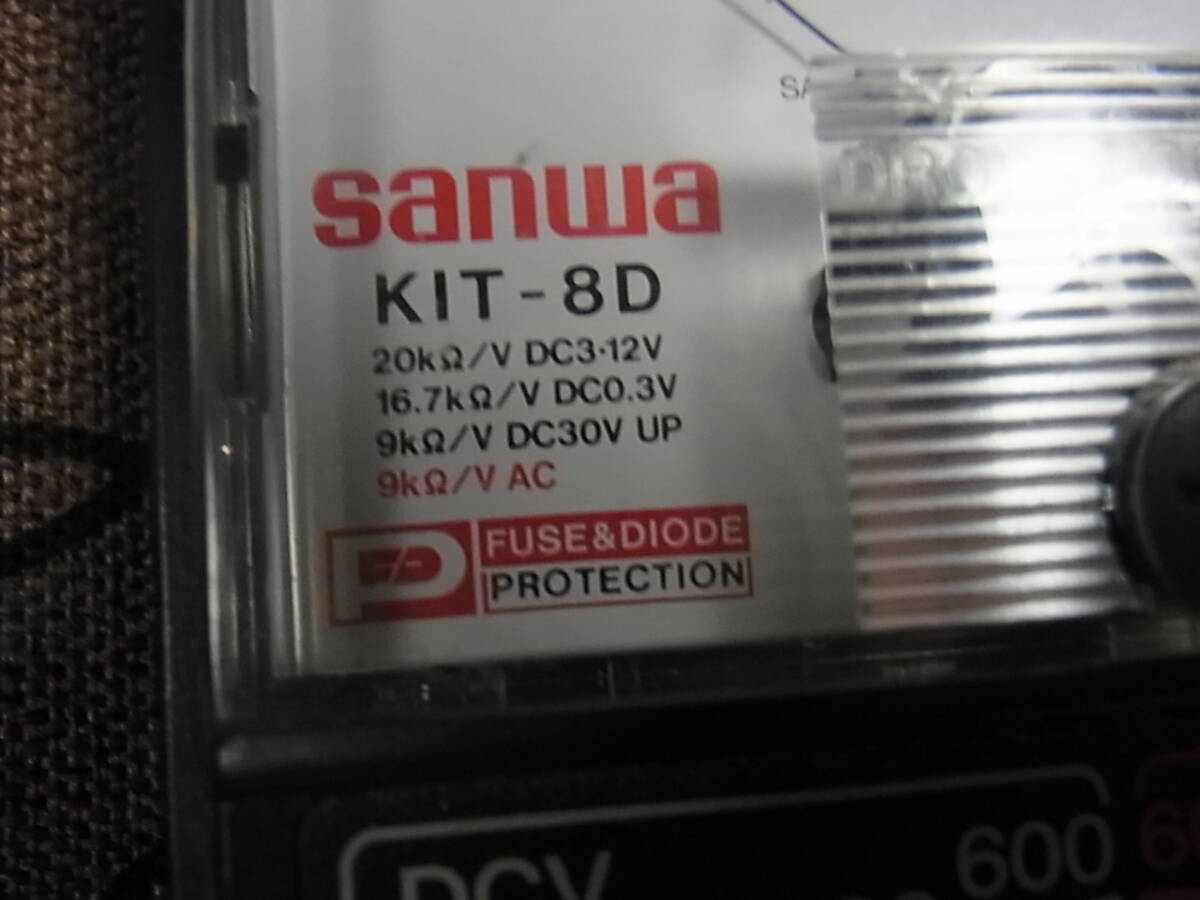 sanwa
KIT-8D
20kΩ/V DC3·12V
16.7kΩ/V DC0.3V
9kΩ/V DC30V UP
9kΩ/V AC
FUSE&DIODE
PROTECTION
DCV
600